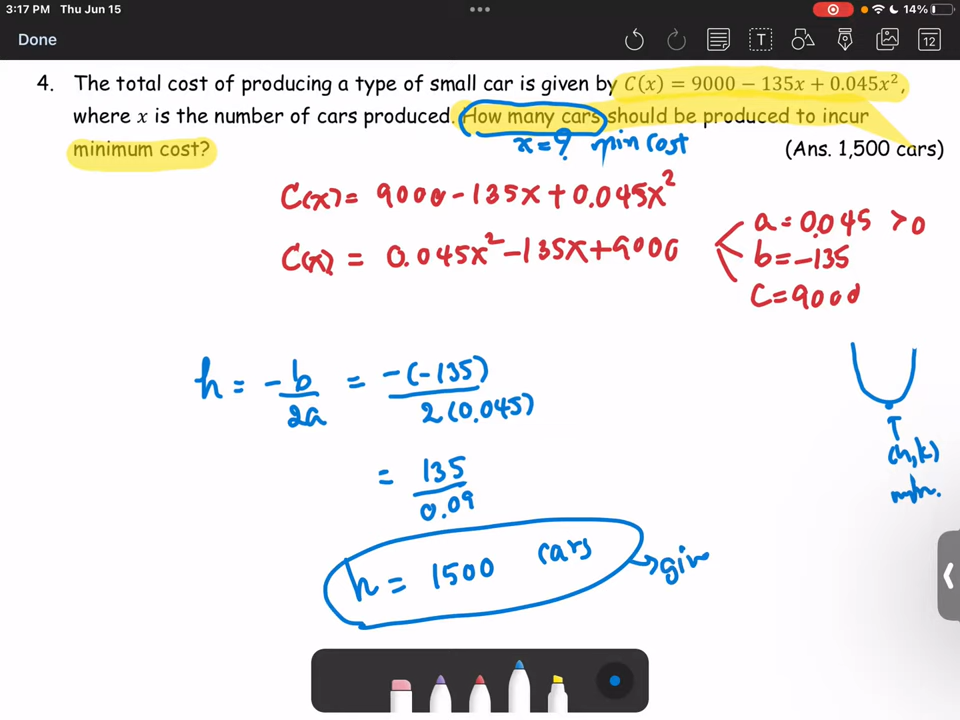 3:17 PM Thu Jun 15
14%
Done
T
12
4. The total cost of producing a type of small car is given by C(x) = 9000 − 135x + 0.045x²,
where x is the number of cars produced. How many cars should be produced to incur
minimum cost?
(Ans. 1,500 cars)
x = ? min cost
C(x) = 9000 - 135x + 0.045x²
C(x) = 0.045x² - 135x + 9000
a = 0.045 > 0
b = -135
C = 9000
h = -b/2a = -(-135)/2(0.045)
= 135/0.09
h = 1500 cars → giv
(h,k)
min.